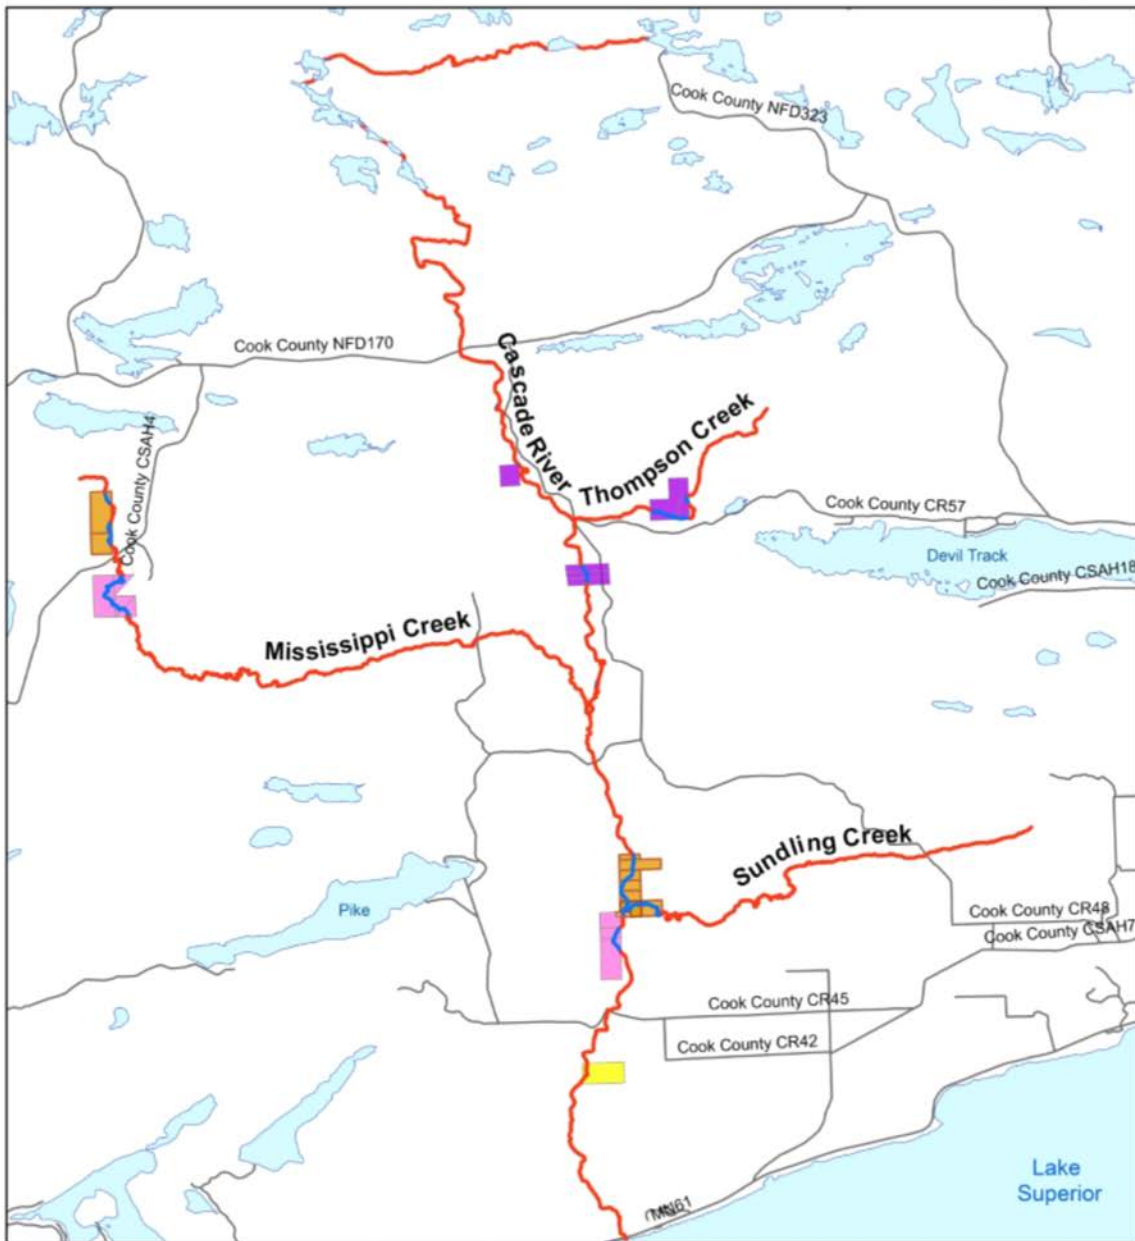 Cook County NFD323
Cook County NFD170
Cascade River
Thompson Creek
Cook County CSAH4
Cook County CR57
Devil Track
Cook County CSAH18
Mississippi Creek
Sundling Creek
Pike
Cook County CR48
Cook County CSAH7
Cook County CR45
Cook County CR42
Lake
Superior
MN61